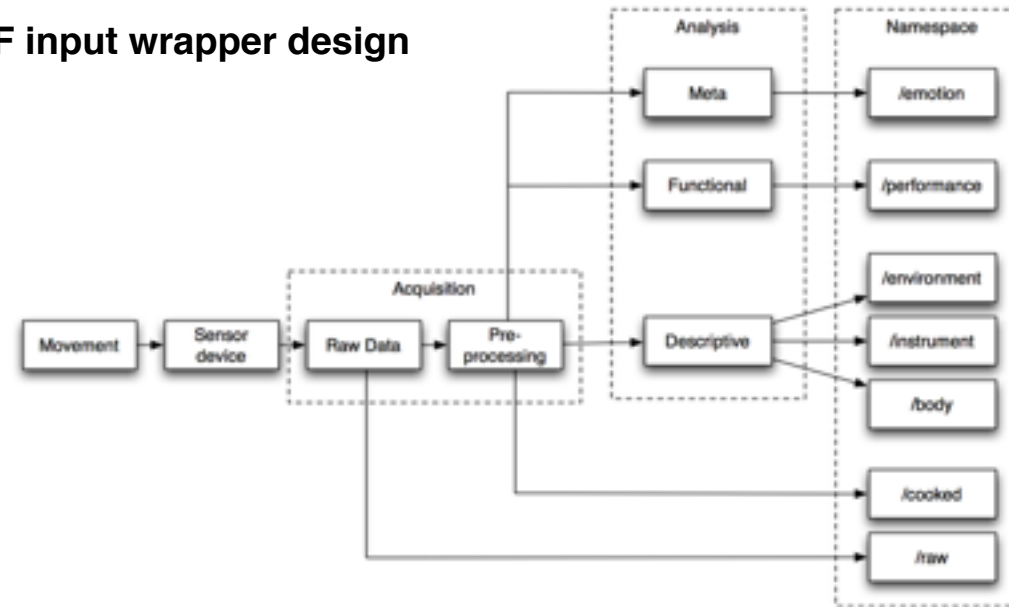 F input wrapper design
Analysis
Namespace
Meta
/emotion
Functional
/performance
/environment
Acquisition
Movement
Sensor
device
Raw Data
Pre-
processing
Descriptive
/instrument
/body
/cooked
/raw